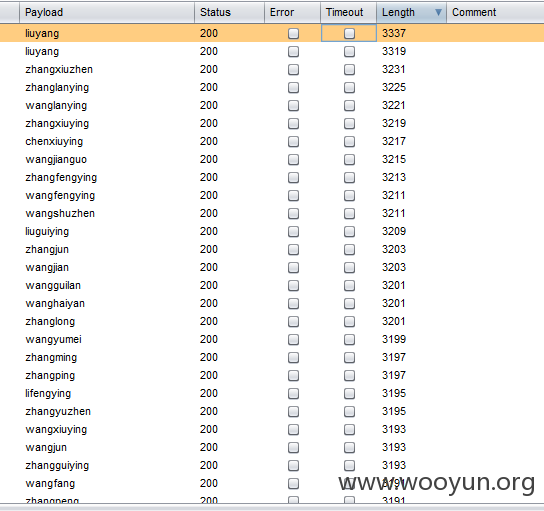 Payload Status Error Timeout Length Comment
liuyang 200 3337
liuyang 200 3319
zhangxiuzhen 200 3231
zhanglanying 200 3225
wanglanying 200 3221
zhangxiuying 200 3219
chenxiuying 200 3217
wangjianguo 200 3215
zhangfengying 200 3213
wangfengying 200 3211
wangshuzhen 200 3211
liuguiying 200 3209
zhangjun 200 3203
wangjian 200 3203
wangguilan 200 3201
wanghaiyan 200 3201
zhanglong 200 3201
wangyumei 200 3199
zhangming 200 3197
zhangping 200 3197
lifengying 200 3195
zhangyuzhen 200 3195
wangxiuying 200 3193
wangjun 200 3193
zhangguiying 200 3193
wangfang 200 3191
www.wooyun.org
zhangpeng 200 3191